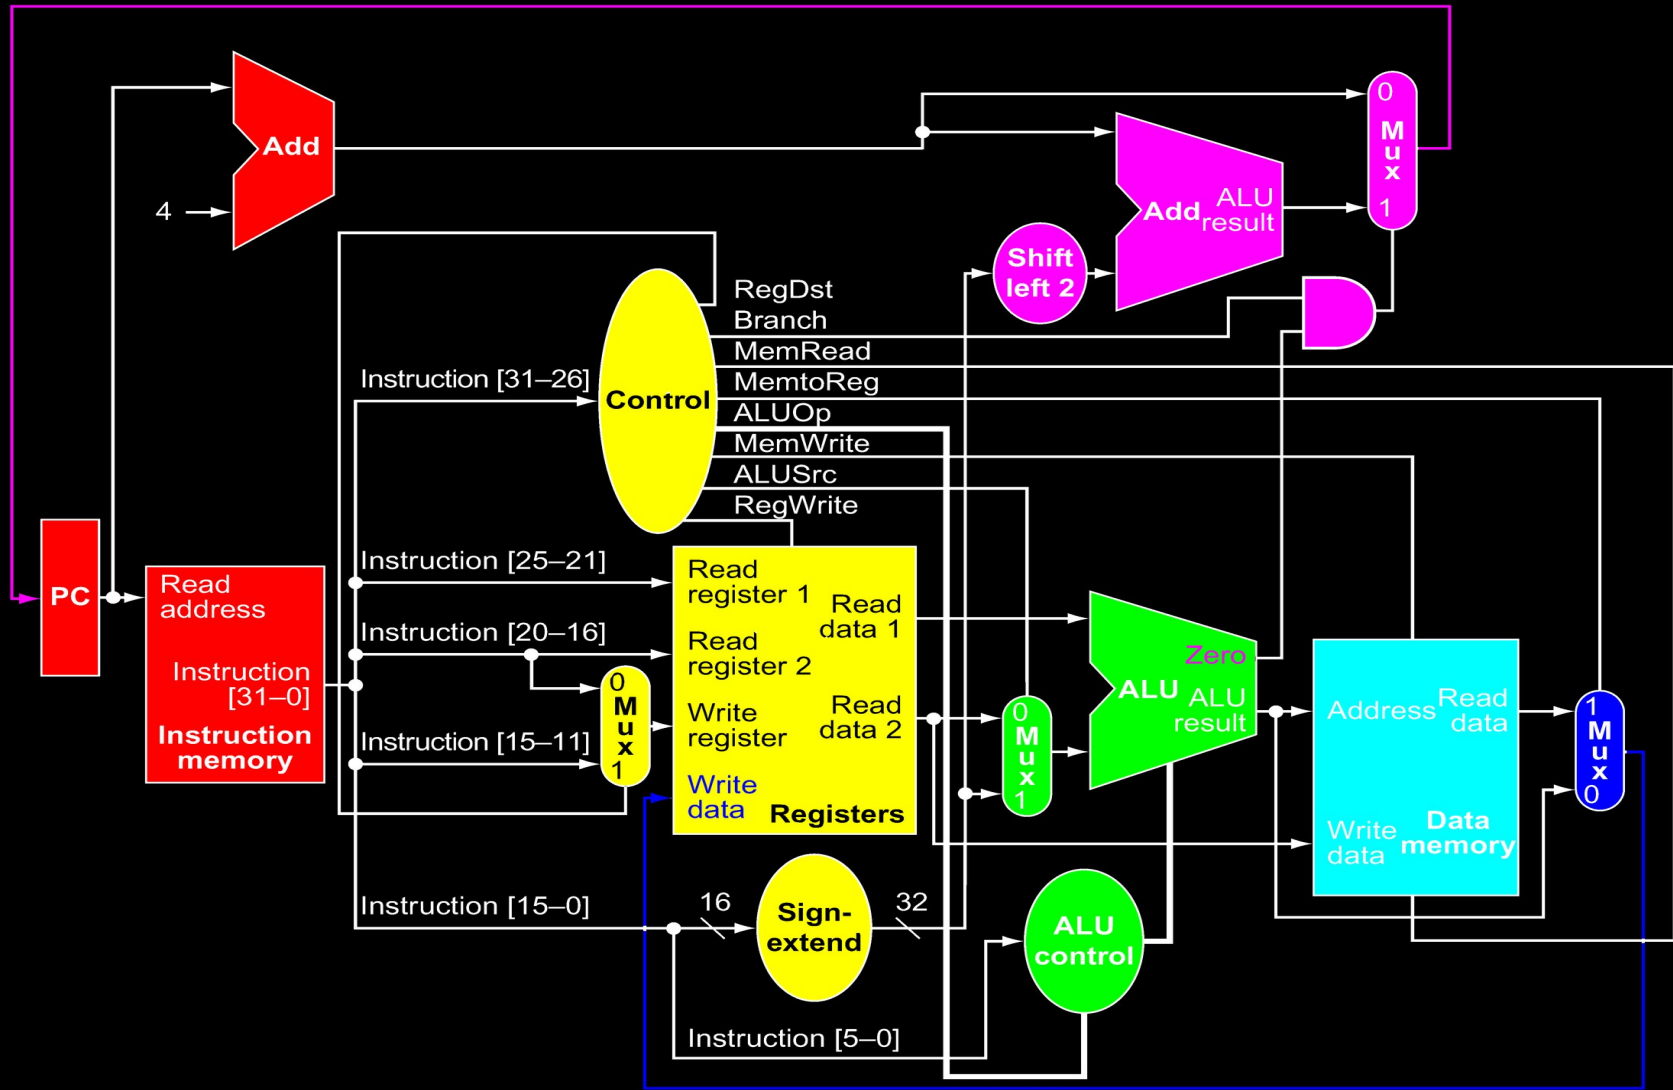 0
M
u
x
1
Add
4
Add
ALU
result
Shift
left 2
RegDst
Branch
MemRead
MemtoReg
ALUOp
MemWrite
ALUSrc
RegWrite
Control
Instruction [31–26]
Instruction [25–21]
Instruction [20–16]
Instruction [15–11]
Instruction [15–0]
Instruction [5–0]
PC
Read
address
Instruction
[31–0]
Instruction
memory
0
M
u
x
1
Read
register 1
Read
register 2
Write
register
Write
data
Read
data 1
Read
data 2
Registers
0
M
u
x
1
Zero
ALU
ALU
result
Address
Read
data
Write
data
Data
memory
1
M
u
x
0
16
Sign-
extend
32
ALU
control